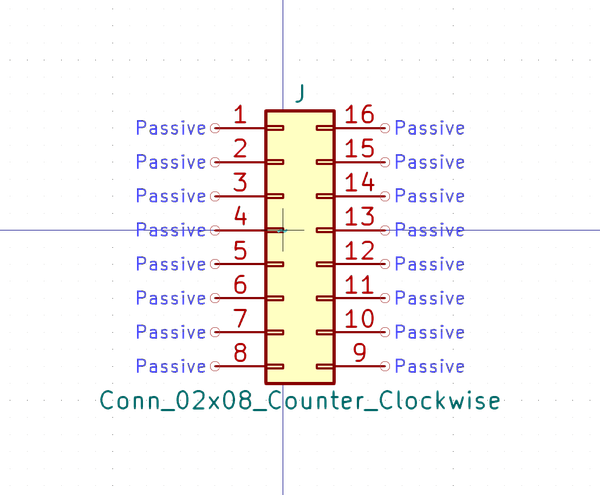 J
Passive 1 16 Passive
Passive 2 15 Passive
Passive 3 14 Passive
Passive 4 13 Passive
Passive 5 12 Passive
Passive 6 11 Passive
Passive 7 10 Passive
Passive 8 9 Passive
Conn_02x08_Counter_Clockwise